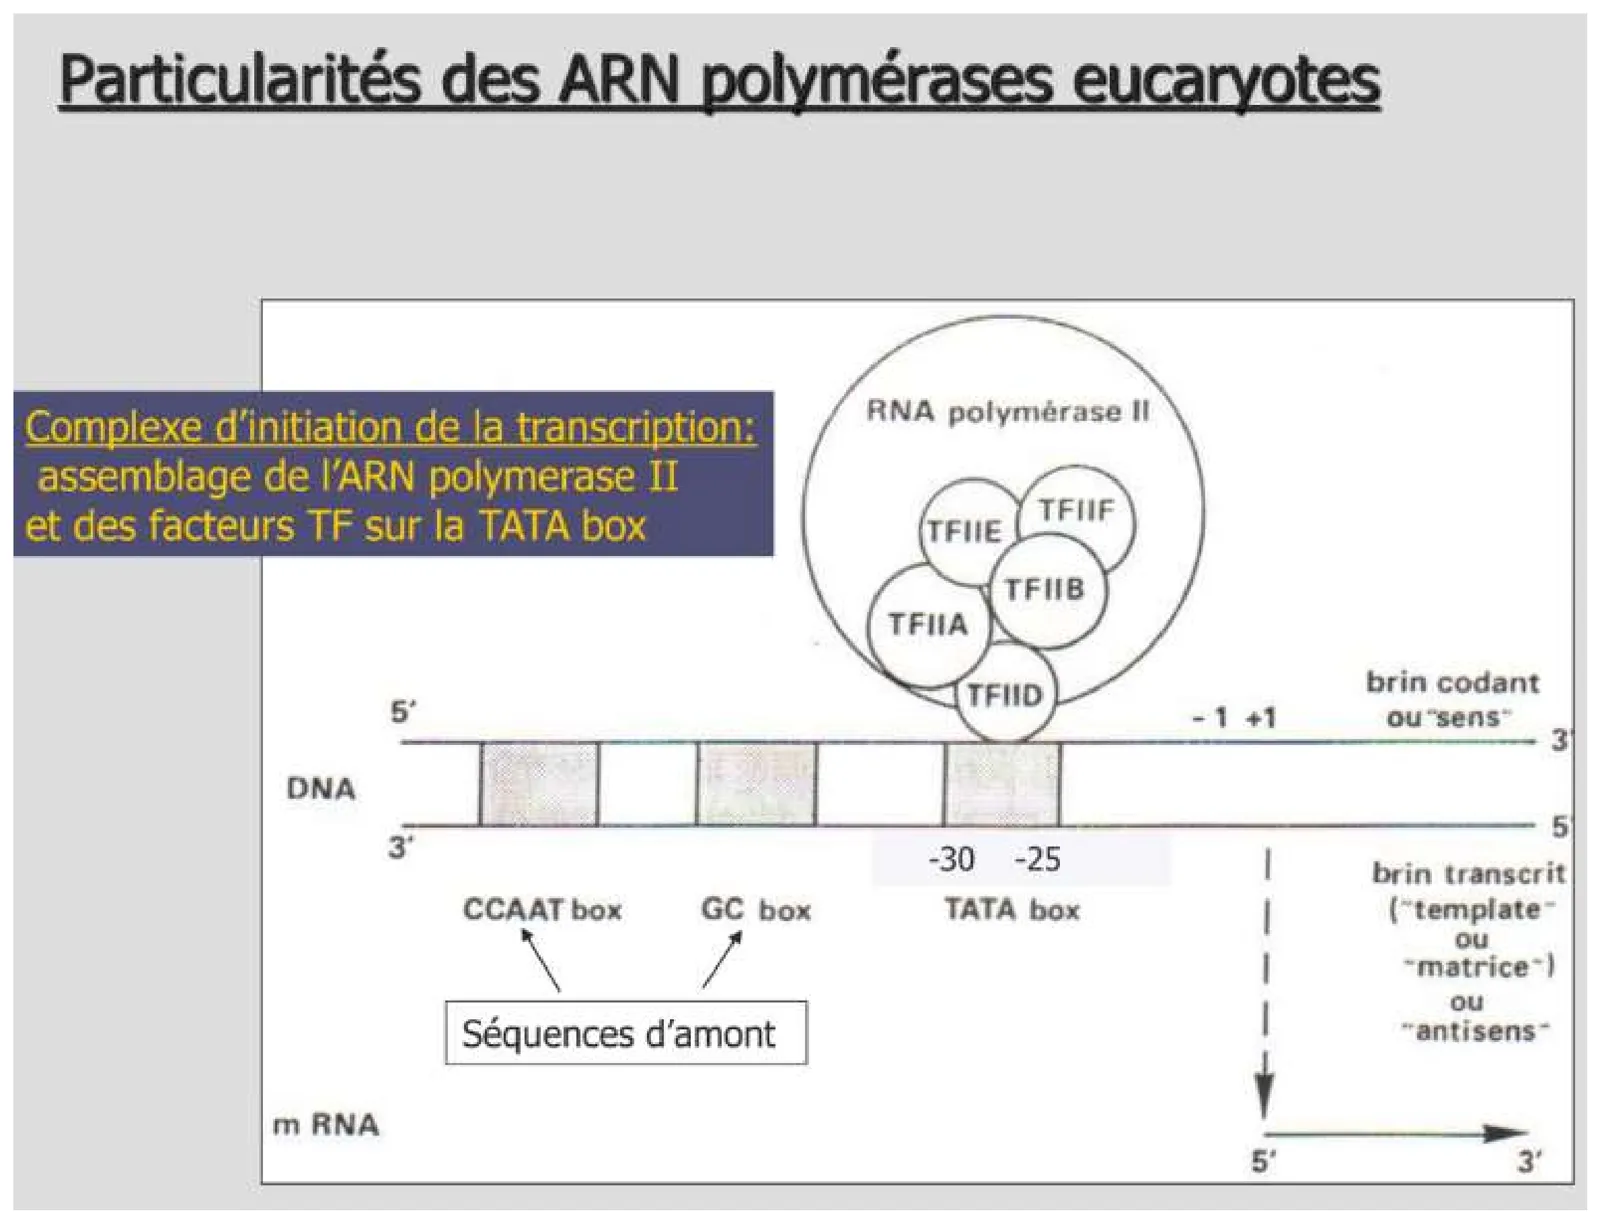 Particularités des ARN polymérases eucaryotes
Complexe d'initiation de la transcription:
assemblage de l'ARN polymerase II
et des facteurs TF sur la TATA box
RNA polymérase II
TFIIE
TFIIF
TFIIB
TFIIA
TFIID
brin codant
ou "sens"
5'
- 1 +1
3'
DNA
3'
5'
-30 -25
CCAAT box
GC box
TATA box
brin transcrit
("template"
ou
"matrice")
ou
"antisens"
Séquences d'amont
m RNA
5'
3'